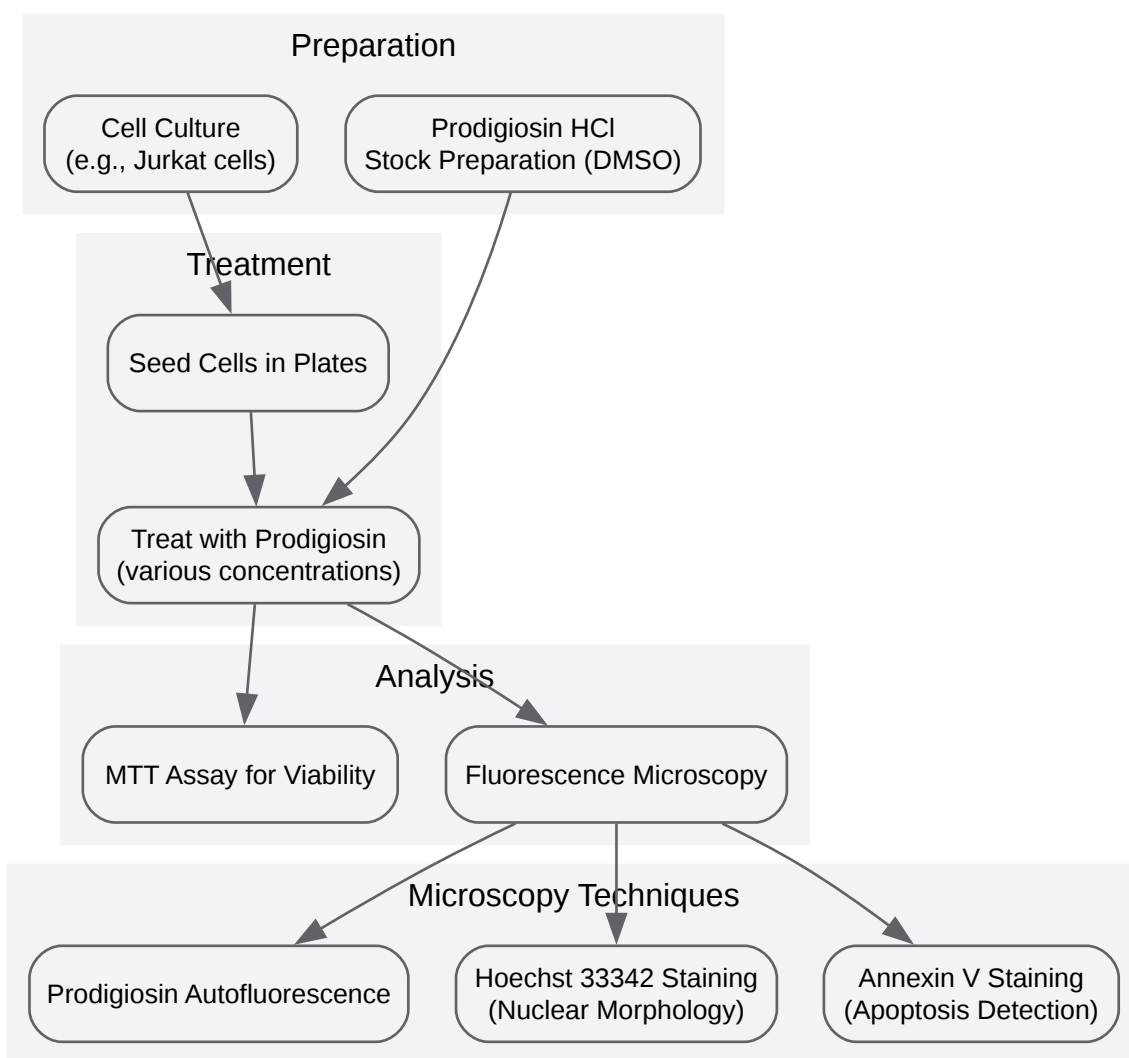 Preparation
Cell Culture
(e.g., Jurkat cells)
Prodigiosin HCl
Stock Preparation (DMSO)
Treatment
Seed Cells in Plates
Treat with Prodigiosin
(various concentrations)
Analysis
MTT Assay for Viability
Fluorescence Microscopy
Microscopy Techniques
Prodigiosin Autofluorescence
Hoechst 33342 Staining
(Nuclear Morphology)
Annexin V Staining
(Apoptosis Detection)